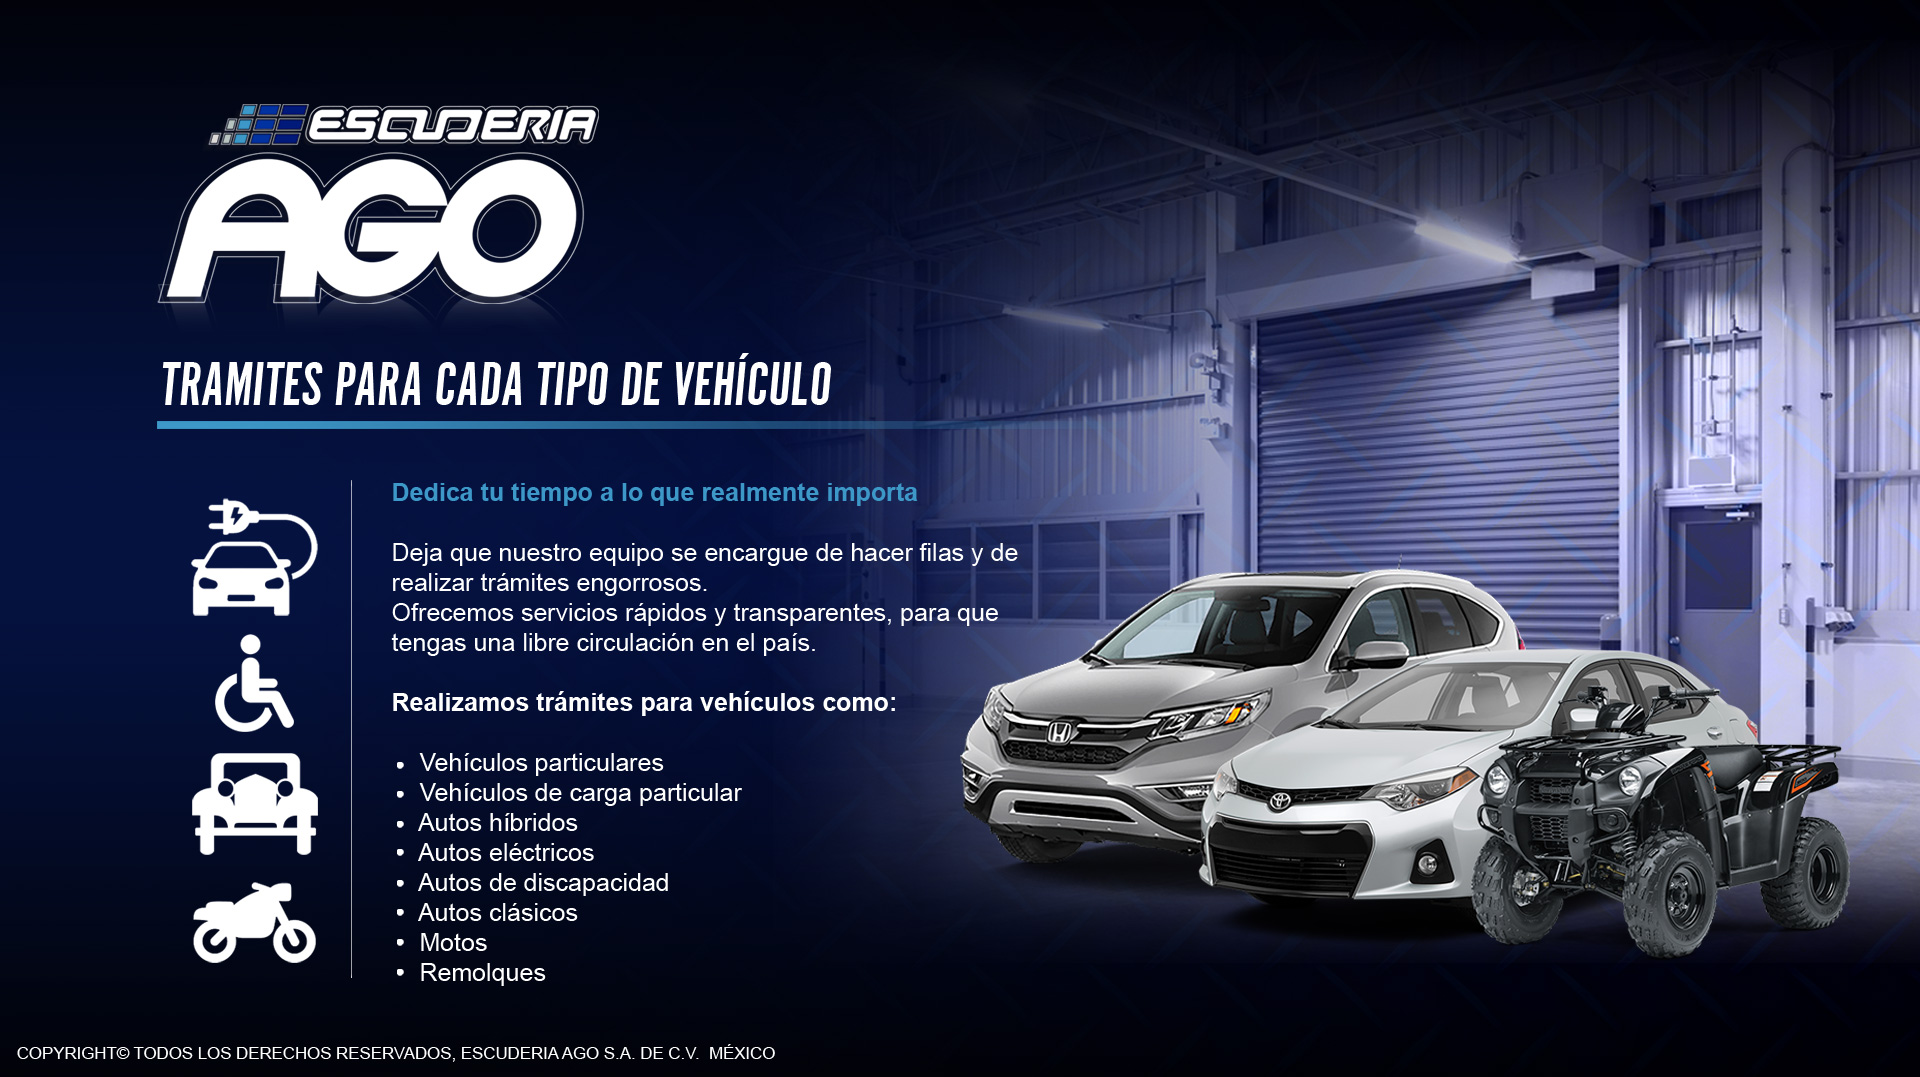 ESCUDERIA
AGO
TRAMITES PARA CADA TIPO DE VEHÍCULO
Dedica tu tiempo a lo que realmente importa
Deja que nuestro equipo se encargue de hacer filas y de
realizar trámites engorrosos.
Ofrecemos servicios rápidos y transparentes, para que
tengas una libre circulación en el país.
Realizamos trámites para vehículos como:
• Vehículos particulares
• Vehículos de carga particular
• Autos híbridos
• Autos eléctricos
• Autos de discapacidad
• Autos clásicos
• Motos
• Remolques
COPYRIGHT© TODOS LOS DERECHOS RESERVADOS, ESCUDERIA AGO S.A. DE C.V. MÉXICO